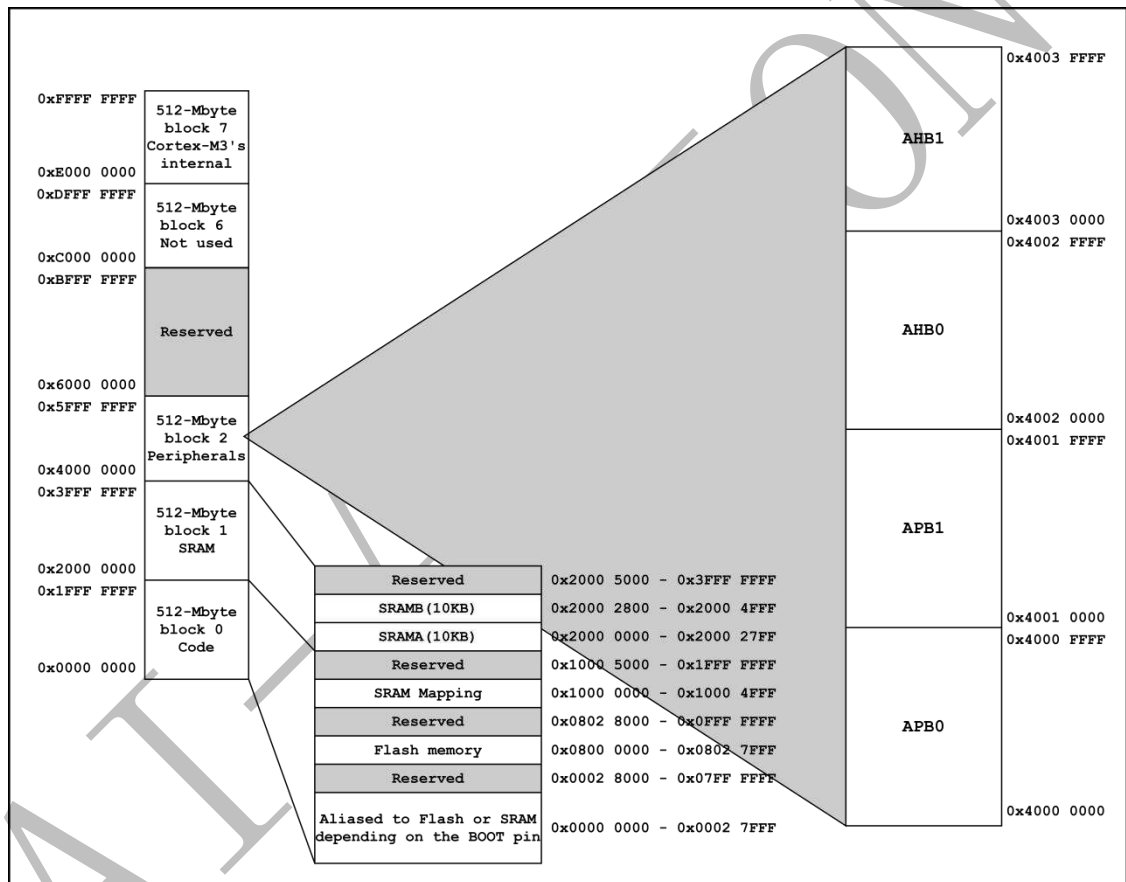 0xFFFF FFFF
512-Mbyte
block 7
Cortex-M3's
internal
0xE000 0000
0xDFFF FFFF
512-Mbyte
block 6
Not used
0xC000 0000
0xBFFF FFFF
Reserved
0x6000 0000
0x5FFF FFFF
512-Mbyte
block 2
Peripherals
0x4000 0000
0x3FFF FFFF
512-Mbyte
block 1
SRAM
0x2000 0000
0x1FFF FFFF
512-Mbyte
block 0
Code
0x0000 0000
Reserved 0x2000 5000 - 0x3FFF FFFF
SRAMB(10KB) 0x2000 2800 - 0x2000 4FFF
SRAMA(10KB) 0x2000 0000 - 0x2000 27FF
Reserved 0x1000 5000 - 0x1FFF FFFF
SRAM Mapping 0x1000 0000 - 0x1000 4FFF
Reserved 0x0802 8000 - 0x0FFF FFFF
Flash memory 0x0800 0000 - 0x0802 7FFF
Reserved 0x0002 8000 - 0x07FF FFFF
Aliased to Flash or SRAM
depending on the BOOT pin 0x0000 0000 - 0x0002 7FFF
0x4003 FFFF
AHB1
0x4003 0000
0x4002 FFFF
AHB0
0x4002 0000
0x4001 FFFF
APB1
0x4001 0000
0x4000 FFFF
APB0
0x4000 0000